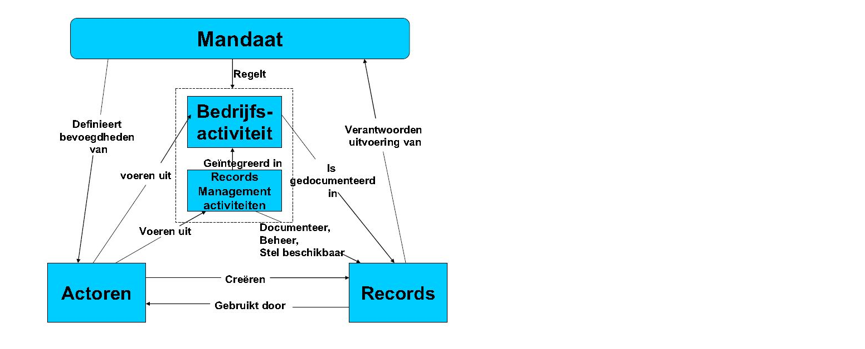 Mandaat
Regelt
Bedrijfs-
activiteit
Definieert
bevoegdheden
van
Verantwoorden
uitvoering van
Geïntegreerd in
voeren uit
Is
gedocumenteerd
in
Records
Management
activiteiten
Voeren uit
Documenteer,
Beheer,
Stel beschikbaar
Actoren
Creëren
Records
Gebruikt door